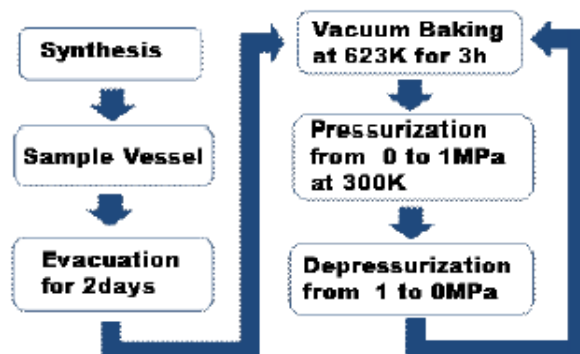 Synthesis
Sample Vessel
Evacuation
for 2days
Vacuum Baking
at 623K for 3h
Pressurization
from 0 to 1MPa
at 300K
Depressurization
from 1 to 0MPa